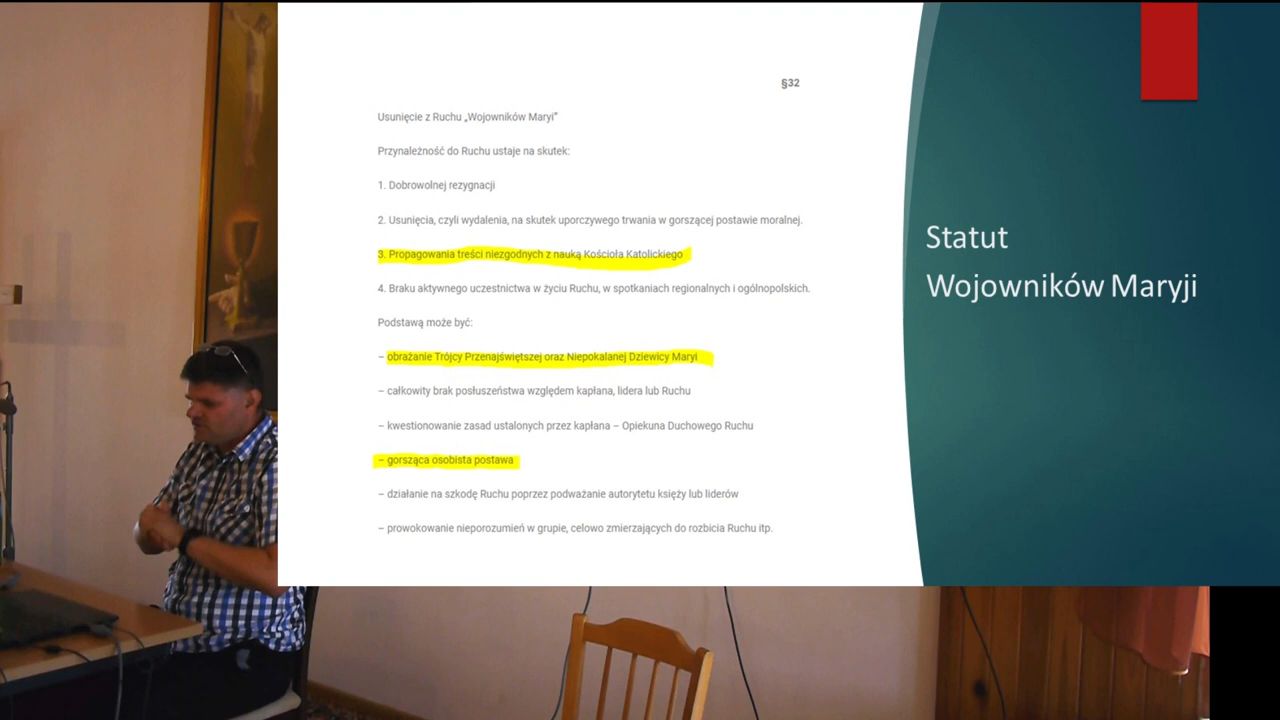 §32
Usunięcie z Ruchu „Wojowników Maryi”
Przynależność do Ruchu ustaje na skutek:
1. Dobrowolnej rezygnacji
2. Usunięcia, czyli wydalenia, na skutek uporczywego trwania w gorszącej postawie moralnej.
3. Propagowania treści niezgodnych z nauką Kościoła Katolickiego
4. Braku aktywnego uczestnictwa w życiu Ruchu, w spotkaniach regionalnych i ogólnopolskich.
Podstawą może być:
– obrażanie Trójcy Przenajświętszej oraz Niepokalanej Dziewicy Maryi
– całkowity brak posłuszeństwa względem kapłana, lidera lub Ruchu
– kwestionowanie zasad ustalonych przez kapłana – Opiekuna Duchowego Ruchu
– gorsząca osobista postawa
– działanie na szkodę Ruchu poprzez podważanie autorytetu księży lub liderów
– prowokowanie nieporozumień w grupie, celowo zmierzających do rozbicia Ruchu itp.
Statut
Wojowników Maryji